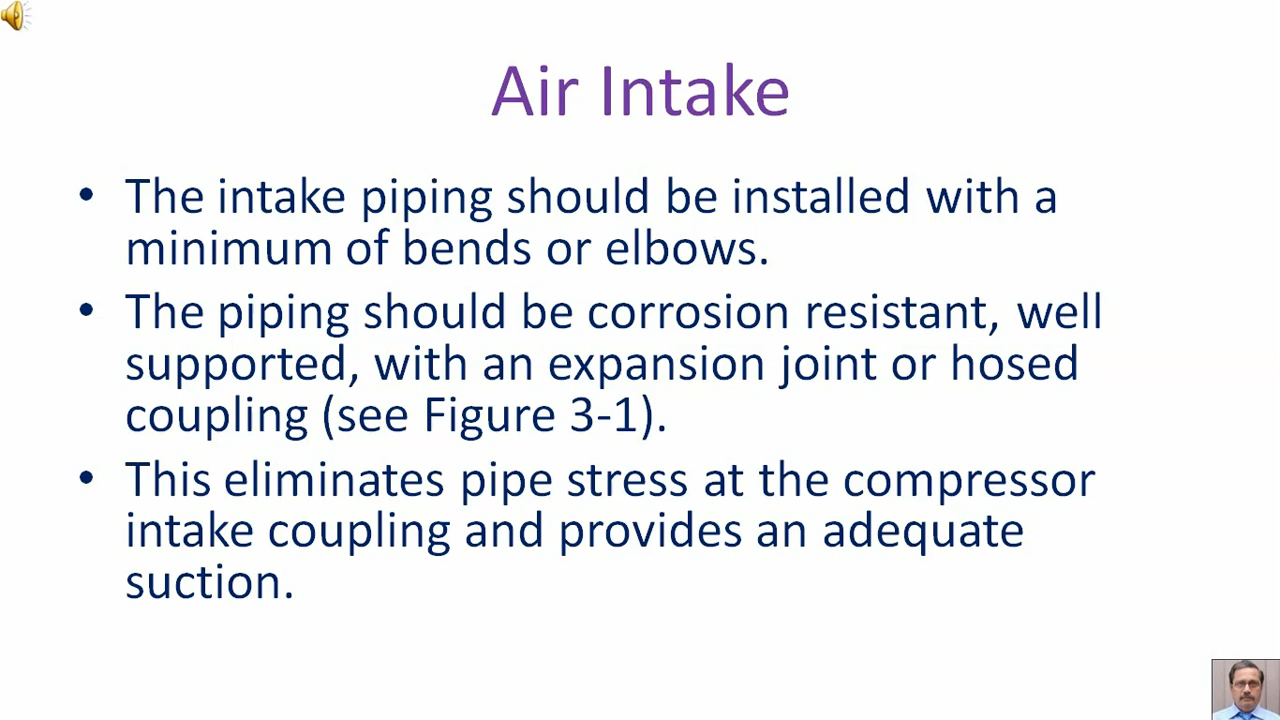 Air Intake
• The intake piping should be installed with a
minimum of bends or elbows.
• The piping should be corrosion resistant, well
supported, with an expansion joint or hosed
coupling (see Figure 3-1).
• This eliminates pipe stress at the compressor
intake coupling and provides an adequate
suction.